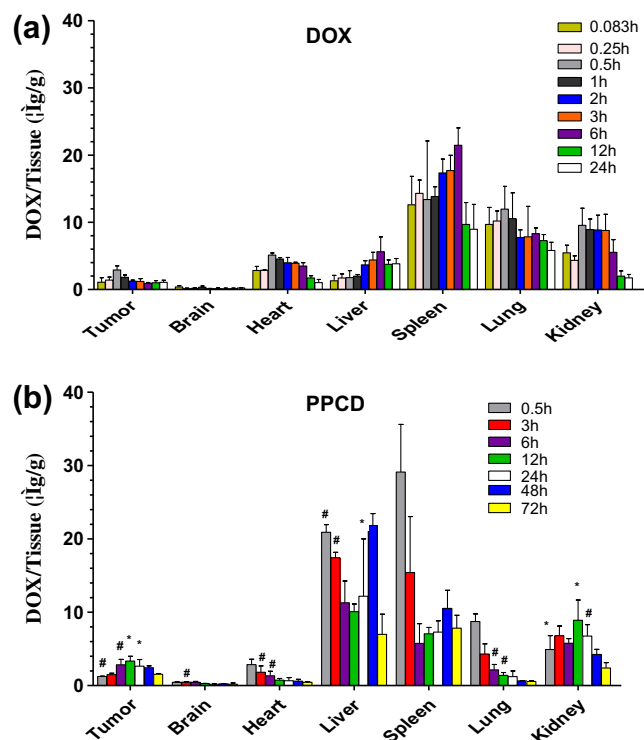 (a)
DOX
DOX/Tissue (¦Ìg/g)
40
30
20
10
0
0.083h
0.25h
0.5h
1h
2h
3h
6h
12h
24h
Tumor
Brain
Heart
Liver
Spleen
Lung
Kidney
(b)
PPCD
DOX/Tissue (¦Ìg/g)
40
30
20
10
0
0.5h
3h
6h
12h
24h
48h
72h
# # * *
#
# #
# # *
# #
* * #
Tumor
Brain
Heart
Liver
Spleen
Lung
Kidney